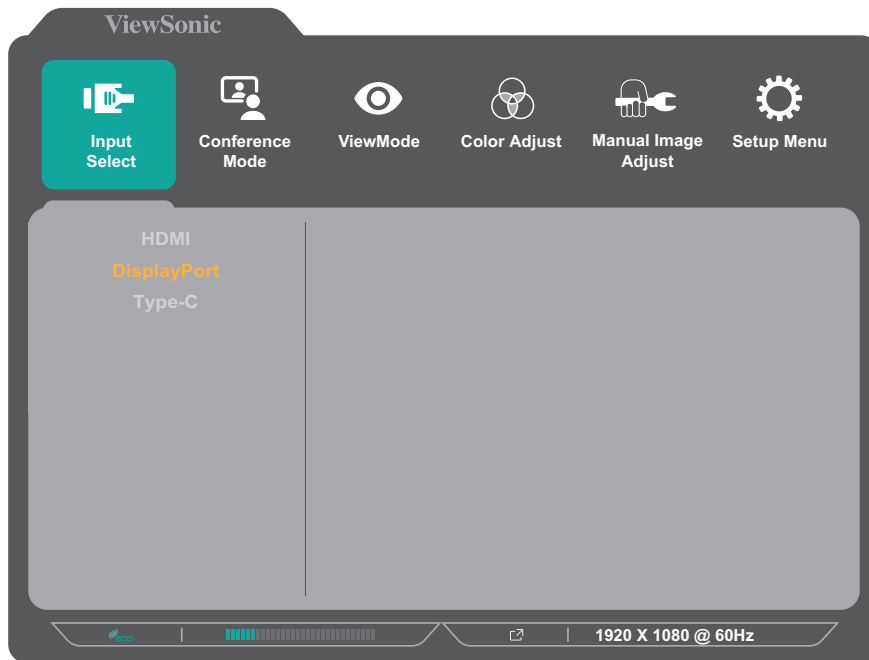 ViewSonic
Input
Select
Conference
Mode
ViewMode
Color Adjust
Manual Image
Adjust
Setup Menu
HDMI
DisplayPort
Type-C
eco
1920 X 1080 @ 60Hz